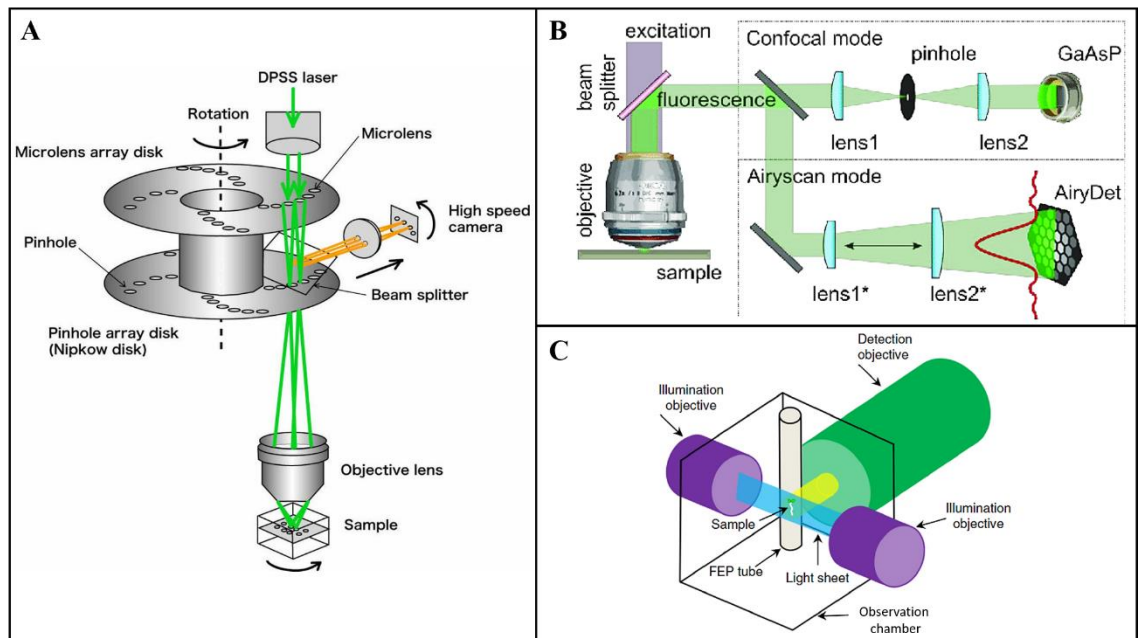 A
DPSS laser
Rotation
Microlens
Microlens array disk
High speed
camera
Pinhole
Beam splitter
Pinhole array disk
(Nipkow disk)
Objective lens
Sample
B
excitation
beam
splitter
fluorescence
objective
sample
Confocal mode
pinhole
GaAsP
lens1
lens2
Airyscan mode
AiryDet
lens1*
lens2*
C
Detection
objective
Illumination
objective
Sample
FEP tube
Light sheet
Illumination
objective
Observation
chamber